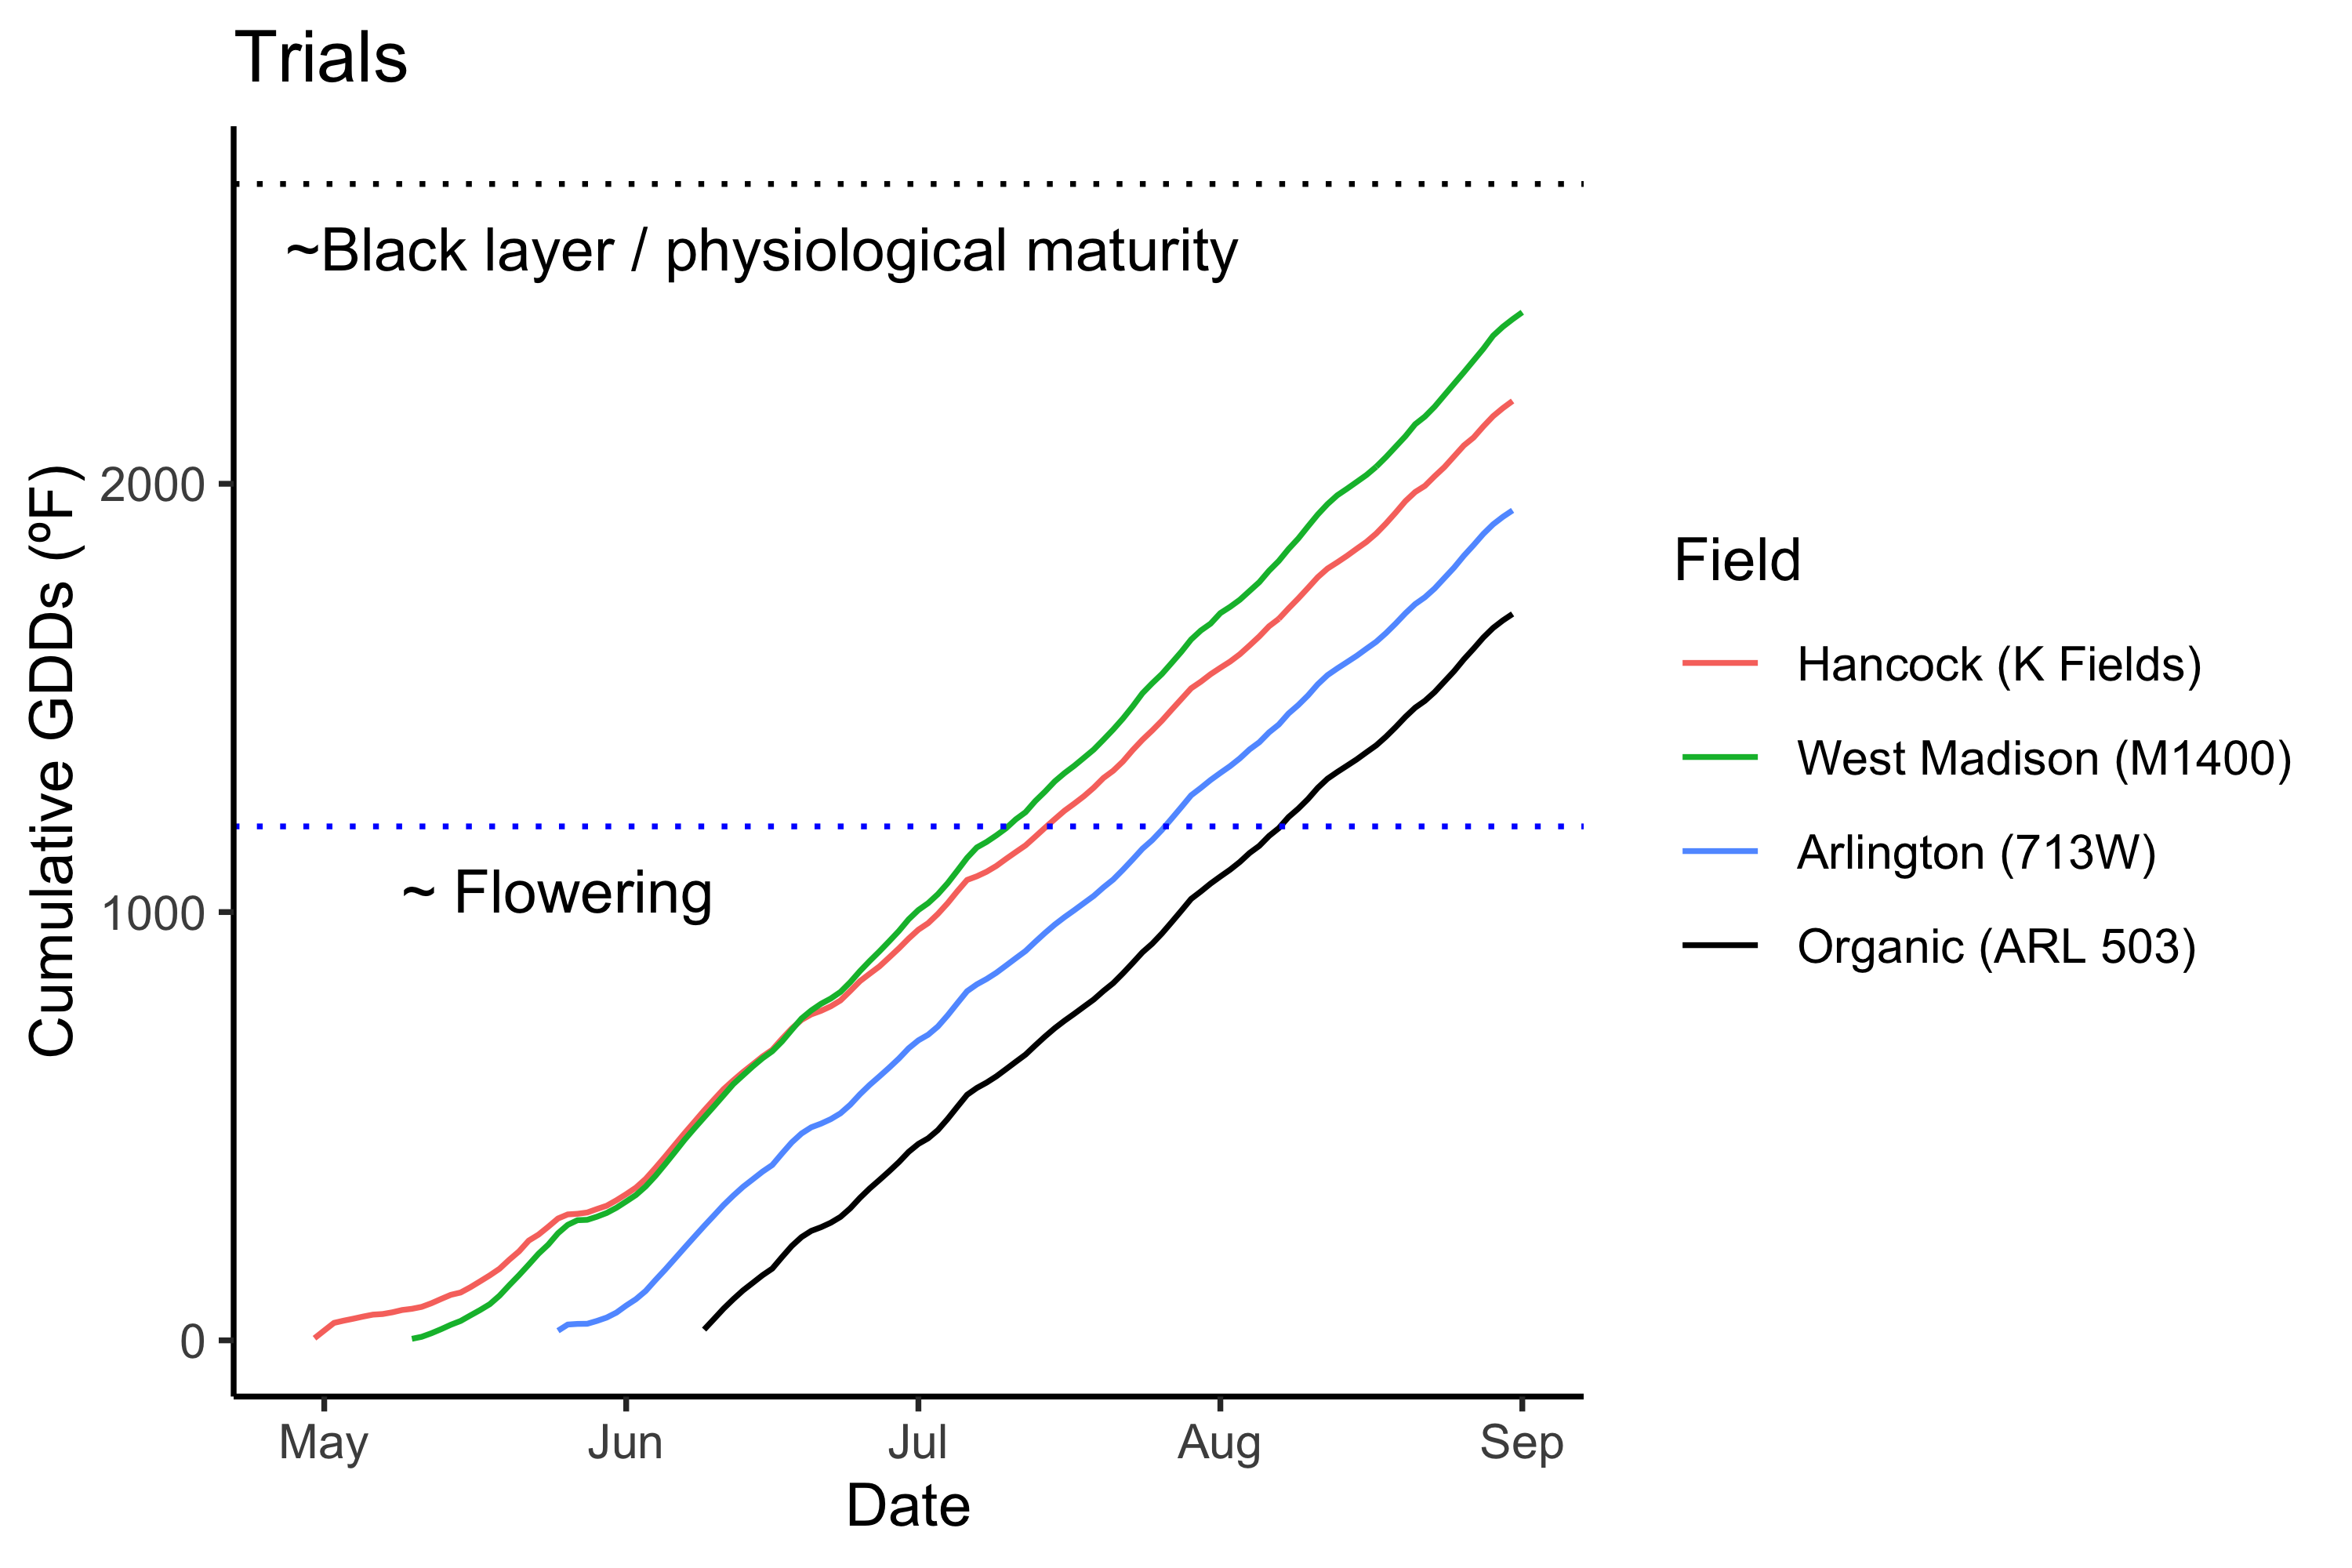 Trials
~Black layer / physiological maturity
~ Flowering
Cumulative GDDs (ºF)
2000
1000
0
May Jun Jul Aug Sep
Date
Field
Hancock (K Fields)
West Madison (M1400)
Arlington (713W)
Organic (ARL 503)